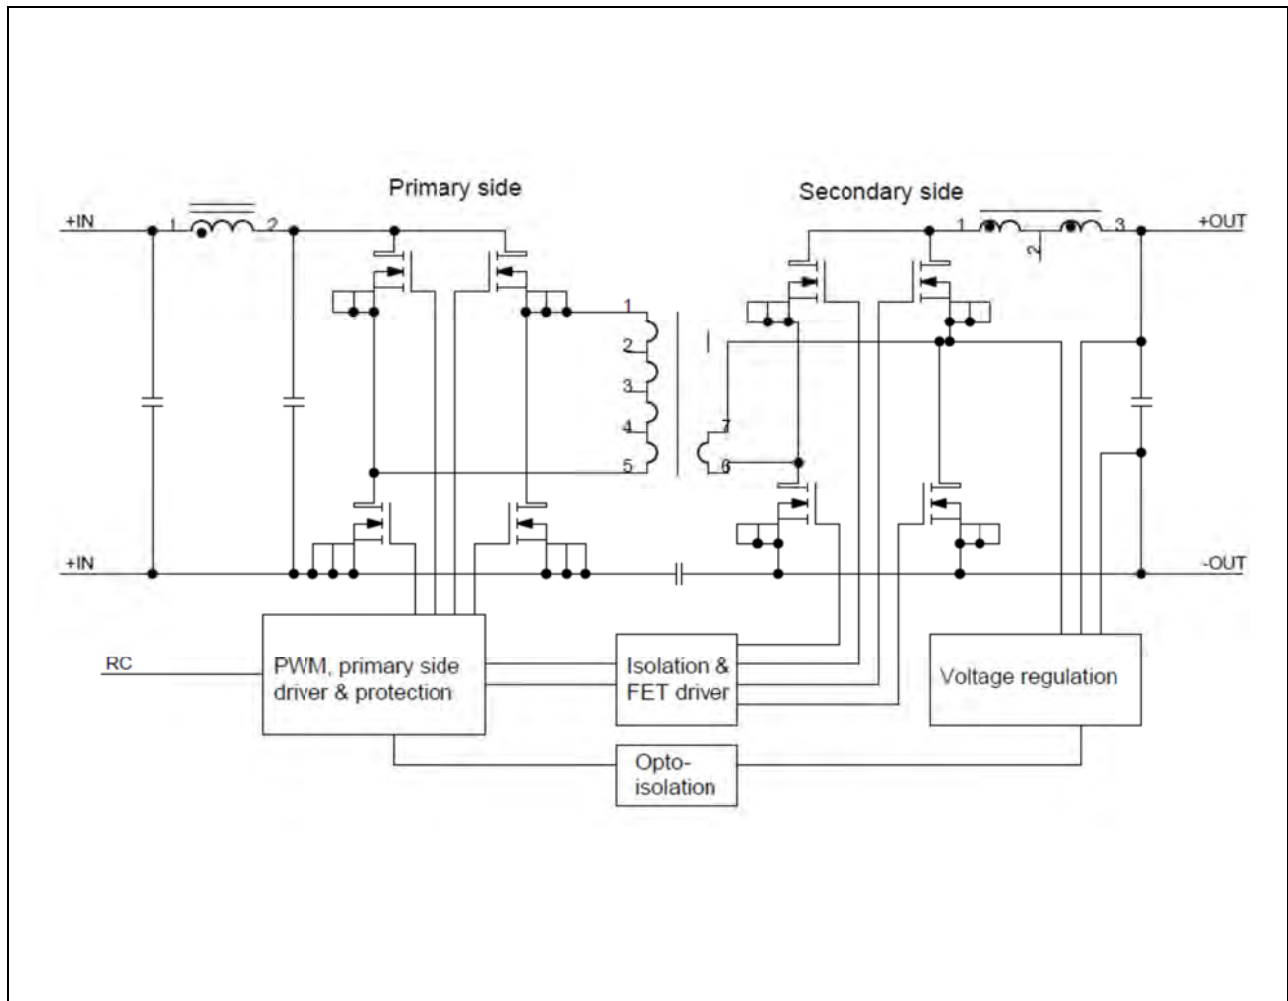 Primary side
Secondary side
+IN
1
2
1
2
3
+OUT
1
2
3
4
5
7
6
+IN
-OUT
RC
PWM, primary side
driver & protection
Isolation &
FET driver
Voltage regulation
Opto-
isolation